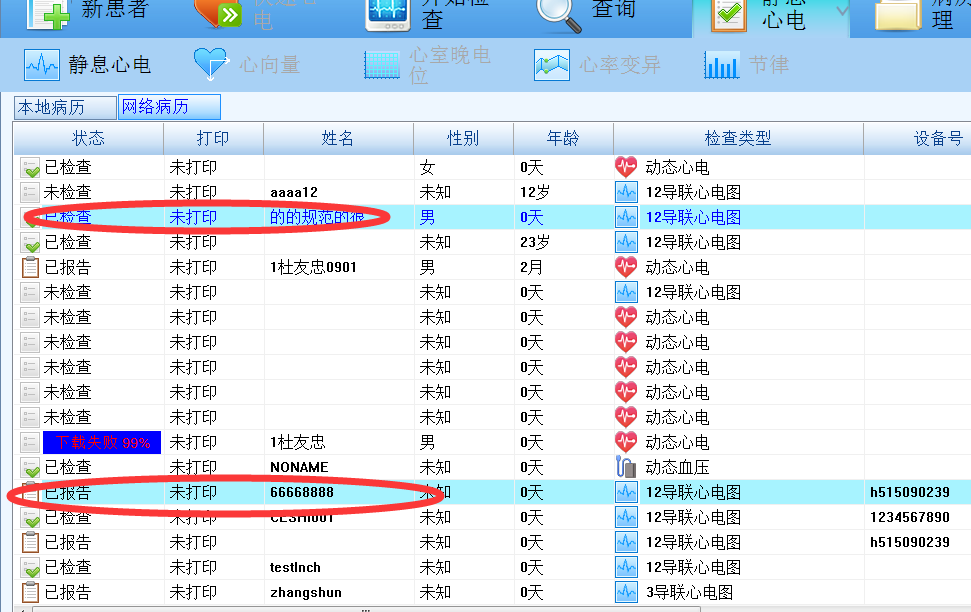 新患者
电
查
查询
静息
心电
理
静息心电
心向量
心室晚电
位
心率变异
节律
本地病历 网络病历
状态 打印 姓名 性别 年龄 检查类型 设备号
已检查 未打印 女 0天 动态心电
未检查 未打印 aaaa12 未知 12岁 12导联心电图
已检查 未打印 的的规范的很 男 0天 12导联心电图
已检查 未打印 未知 23岁 12导联心电图
已报告 未打印 1杜友忠0901 男 2月 动态心电
未检查 未打印 未知 0天 12导联心电图
未检查 未打印 未知 0天 动态心电
未检查 未打印 未知 0天 动态心电
未检查 未打印 未知 0天 动态心电
未检查 未打印 未知 0天 动态心电
未检查 未打印 未知 0天 动态心电
下载失败 99% 未打印 1杜友忠 男 0天 动态心电
已检查 未打印 NONAME 未知 0天 动态血压
已报告 未打印 66668888 未知 0天 12导联心电图 h515090239
已检查 未打印 CESHI001 未知 0天 12导联心电图 1234567890
已报告 未打印 未知 0天 12导联心电图 h515090239
已检查 未打印 testlnch 未知 0天 12导联心电图
已报告 未打印 zhangshun 未知 0天 3导联心电图